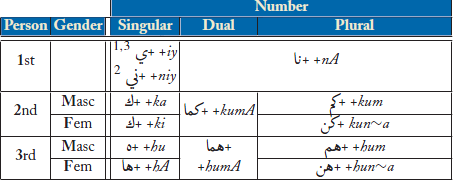 Number
Person Gender Singular Dual Plural
1st 1,3 ي+ +iy نا+ +nA
2 ني+ +niy
2nd Masc ك+ +ka كما+ +kumA كم+ +kum
Fem ك+ +ki كن+ kun~a
3rd Masc ه+ +hu هما+ +humA هم+ +hum
Fem ها+ +hA هن+ +hun~a